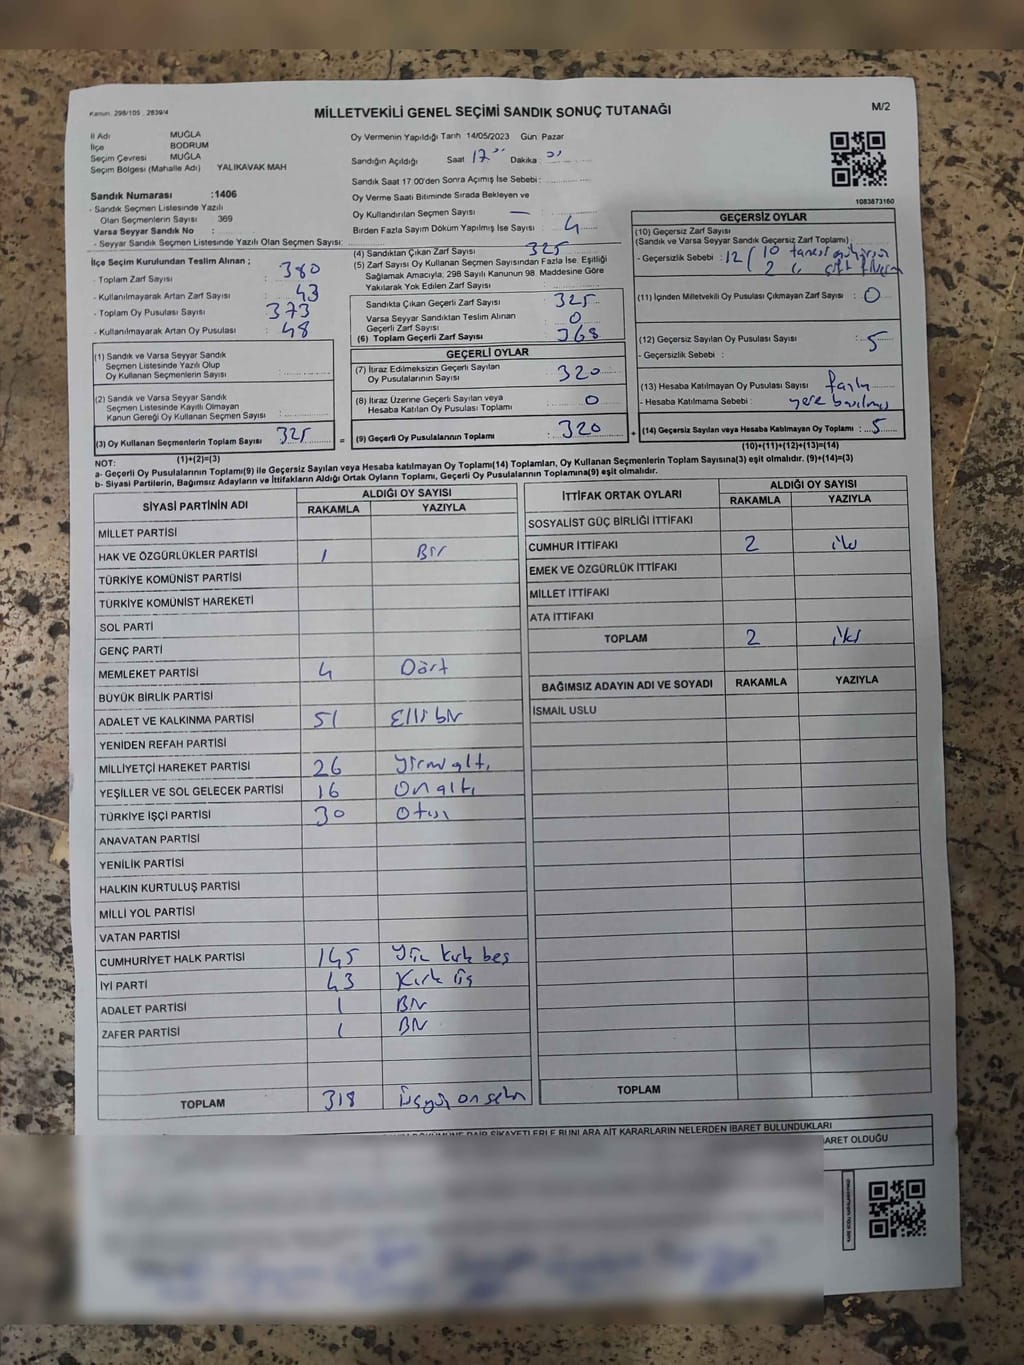 Kanun: 298/105 , 2839/4
MİLLETVEKİLİ GENEL SEÇİMİ SANDIK SONUÇ TUTANAĞI
M/2
İl Adı MUĞLA
İlçe BODRUM
Seçim Çevresi MUĞLA
Seçim Bölgesi (Mahalle Adı) YALIKAVAK MAH
Sandık Numarası :1406
- Sandık Seçmen Listesinde Yazılı
Olan Seçmenlerin Sayısı 369
Varsa Seyyar Sandık No :
- Seyyar Sandık Seçmen Listesinde Yazılı Olan Seçmen Sayısı:
Oy Vermenin Yapıldığı Tarih 14/05/2023 Gün Pazar
Sandığın Açıldığı Saat 17 Dakika :
Sandık Saat 17.00'den Sonra Açımış İse Sebebi :
Oy Verme Saati Bitiminde Sırada Bekleyen ve
Oy Kullandırılan Seçmen Sayısı : —
Birden Fazla Sayım Döküm Yapılmış İse Sayısı : 4
1083873160
İlçe Seçim Kurulundan Teslim Alınan ;
- Toplam Zarf Sayısı : 380
- Kullanılmayarak Artan Zarf Sayısı : 43
- Toplam Oy Pusulası Sayısı : 373
- Kullanılmayarak Artan Oy Pusulası : 48
(4) Sandıktan Çıkan Zarf Sayısı : 325
(5) Zarf Sayısı Oy Kullanan Seçmen Sayısından Fazla İse, Eşitliği
Sağlamak Amacıyla; 298 Sayılı Kanunun 98. Maddesine Göre
Yakılarak Yok Edilen Zarf Sayısı :
Sandıkta Çıkan Geçerli Zarf Sayısı : 325
Varsa Seyyar Sandıktan Teslim Alınan
Geçerli Zarf Sayısı : 0
(6) Toplam Geçerli Zarf Sayısı : 368
GEÇERSİZ OYLAR
(10) Geçersiz Zarf Sayısı
(Sandık ve Varsa Seyyar Sandık Geçersiz Zarf Toplamı)
- Geçersiz Sebebi : 12 ( 10 tanesi
2
(11) İçinden Milletvekili Oy Pusulası Çıkmayan Zarf Sayısı : 0
(12) Geçersiz Sayılan Oy Pusulası Sayısı : 5
- Geçersizlik Sebebi :
(13) Hesaba Katılmayan Oy Pusulası Sayısı : fazla
- Hesaba Katılmama Sebebi : yere basılmış
(14) Geçersiz Sayılan veya Hesaba Katılmayan Oy Toplamı : 5
(10)+(11)+(12)+(13)=(14)
(1) Sandık ve Varsa Seyyar Sandık
Seçmen Listesinde Yazılı Olup
Oy Kullanan Seçmenlerin Sayısı :
(2) Sandık ve Varsa Seyyar Sandık
Seçmen Listesinde Kayıtlı Olmayan
Kanun Gereği Oy Kullanan Seçmen Sayısı :
(3) Oy Kullanan Seçmenlerin Toplam Sayısı 325
(1)+(2)=(3)
=
GEÇERLİ OYLAR
(7) İtiraz Edilmeksizin Geçerli Sayılan
Oy Pusulalarının Sayısı : 320
(8) İtiraz Üzerine Geçerli Sayılan veya
Hesaba Katılan Oy Pusulası Toplamı : 0
(9) Geçerli Oy Pusulalarının Toplamı : 320
+
NOT:
a- Geçerli Oy Pusulalarının Toplamı(9) ile Geçersiz Sayılan veya Hesaba katılmayan Oy Toplamı(14) Toplamları, Oy Kullanan Seçmenlerin Toplam Sayısına(3) eşit olmalıdır. (9)+(14)=(3)
b- Siyasi Partilerin, Bağımsız Adayların ve İttifakların Aldığı Ortak Oyların Toplamı, Geçerli Oy Pusulalarının Toplamına(9) eşit olmalıdır.
SİYASİ PARTİNİN ADI ALDIĞI OY SAYISI
RAKAMLA YAZIYLA
MİLLET PARTİSİ
HAK VE ÖZGÜRLÜKLER PARTİSİ 1 Bir
TÜRKİYE KOMÜNİST PARTİSİ
TÜRKİYE KOMÜNİST HAREKETİ
SOL PARTİ
GENÇ PARTİ
MEMLEKET PARTİSİ 4 Dört
BÜYÜK BİRLİK PARTİSİ
ADALET VE KALKINMA PARTİSİ 51 Elli bir
YENİDEN REFAH PARTİSİ
MİLLİYETÇİ HAREKET PARTİSİ 26 Yirmi altı
YEŞİLLER VE SOL GELECEK PARTİSİ 16 On altı
TÜRKİYE İŞÇİ PARTİSİ 30 Otuz
ANAVATAN PARTİSİ
YENİLİK PARTİSİ
HALKIN KURTULUŞ PARTİSİ
MİLLİ YOL PARTİSİ
VATAN PARTİSİ
CUMHURİYET HALK PARTİSİ 145 Yüz kırk beş
İYİ PARTİ 43 Kırk üç
ADALET PARTİSİ 1 Bir
ZAFER PARTİSİ 1 Bir
TOPLAM 318 Üçyüz on sekiz
İTTİFAK ORTAK OYLARI ALDIĞI OY SAYISI
RAKAMLA YAZIYLA
SOSYALİST GÜÇ BİRLİĞİ İTTİFAKI
CUMHUR İTTİFAKI 2 iki
EMEK VE ÖZGÜRLÜK İTTİFAKI
MİLLET İTTİFAKI
ATA İTTİFAKI
TOPLAM 2 iki
BAĞIMSIZ ADAYIN ADI VE SOYADI RAKAMLA YAZIYLA
İSMAİL USLU
TOPLAM
DAİR ŞİKAYETLERLE BUNLARA AİT KARARLARIN NELERDEN İBARET BULUNDUKLARI
OLDUĞU